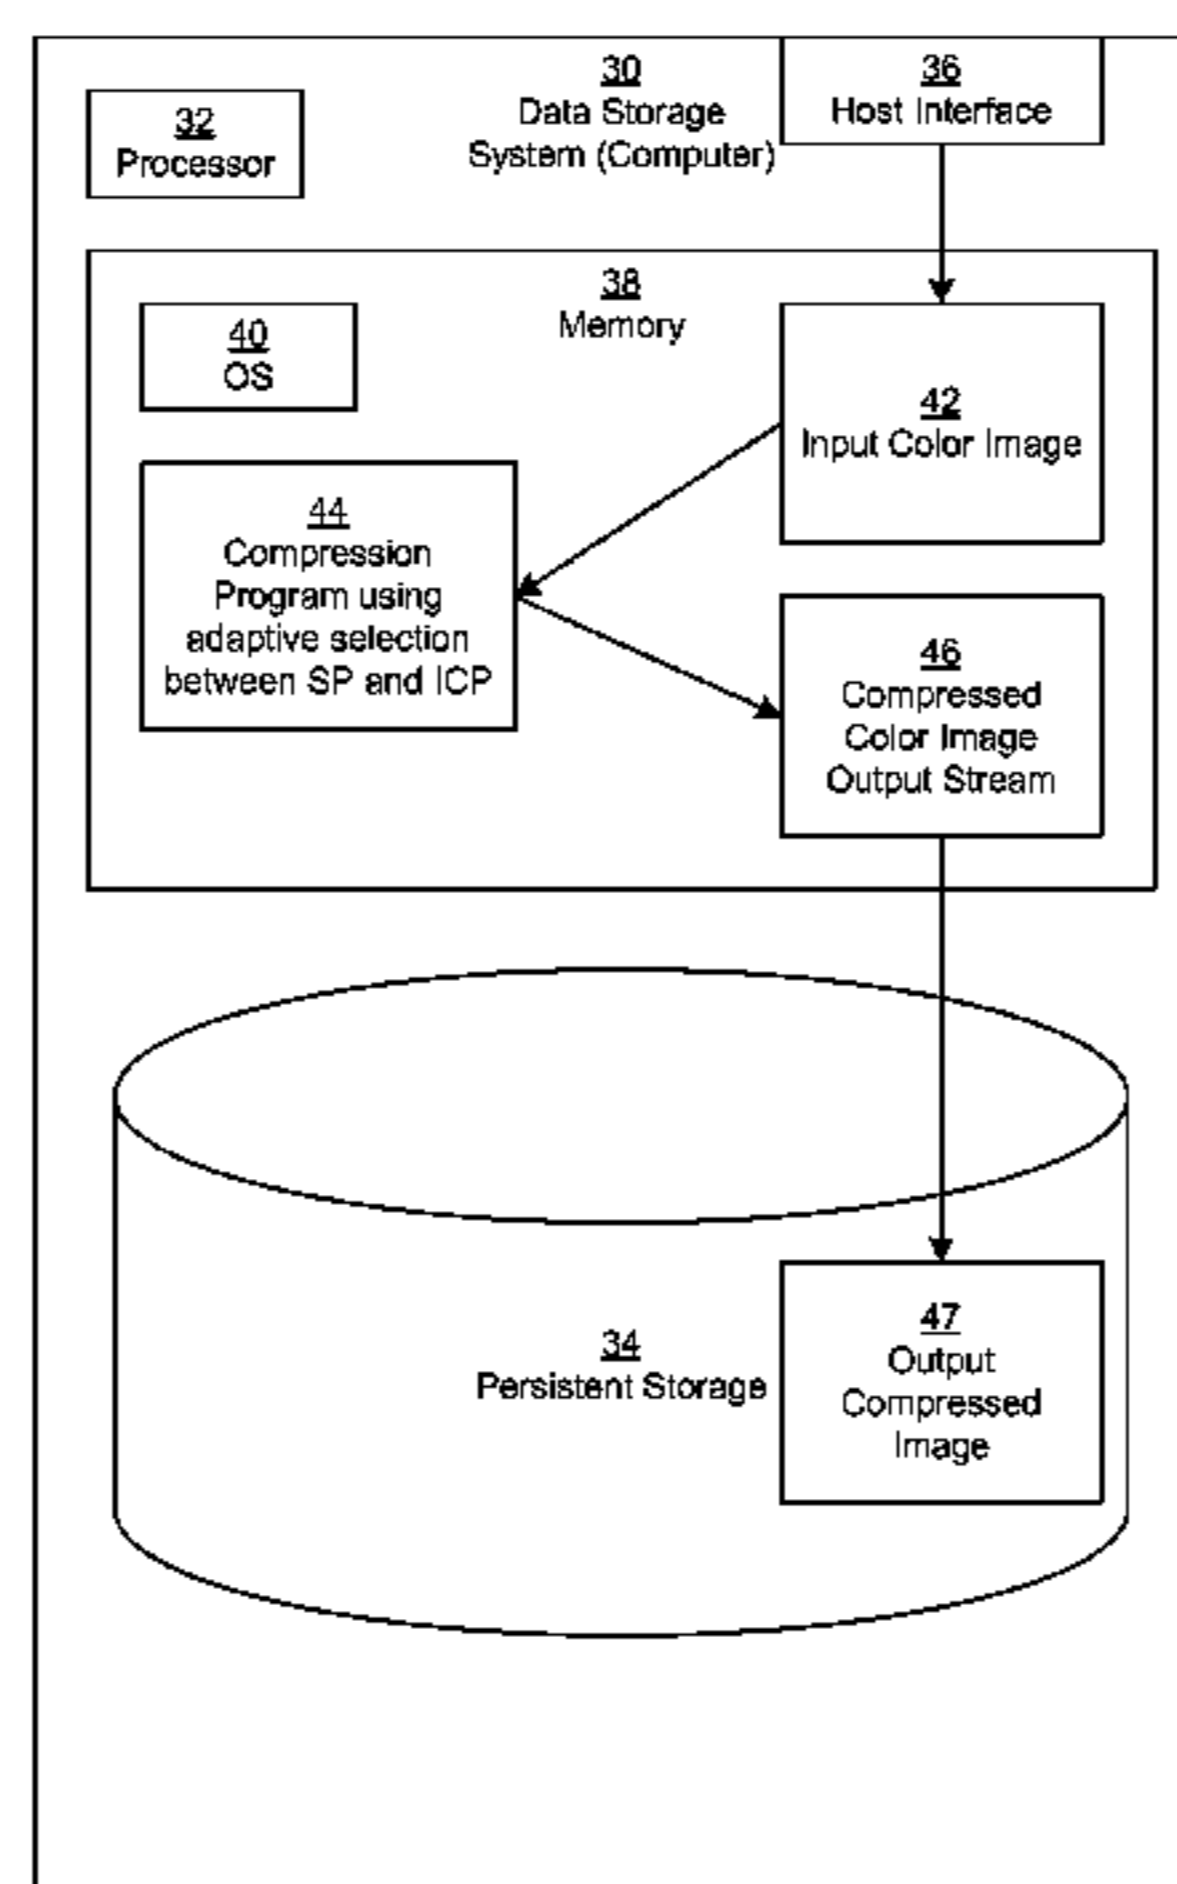 30
Data Storage
System (Computer)
36
Host Interface
32
Processor
38
Memory
40
OS
42
Input Color Image
44
Compression
Program using
adaptive selection
between SP and ICP
46
Compressed
Color Image
Output Stream
34
Persistent Storage
47
Output
Compressed
Image